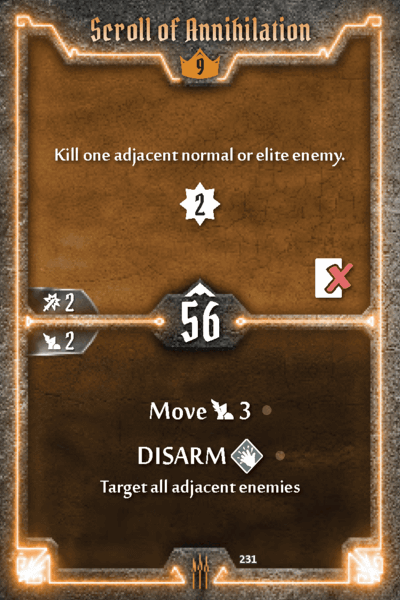 Scroll of Annihilation
9
Kill one adjacent normal or elite enemy.
2
2
56
2
Move 3
DISARM
Target all adjacent enemies
231